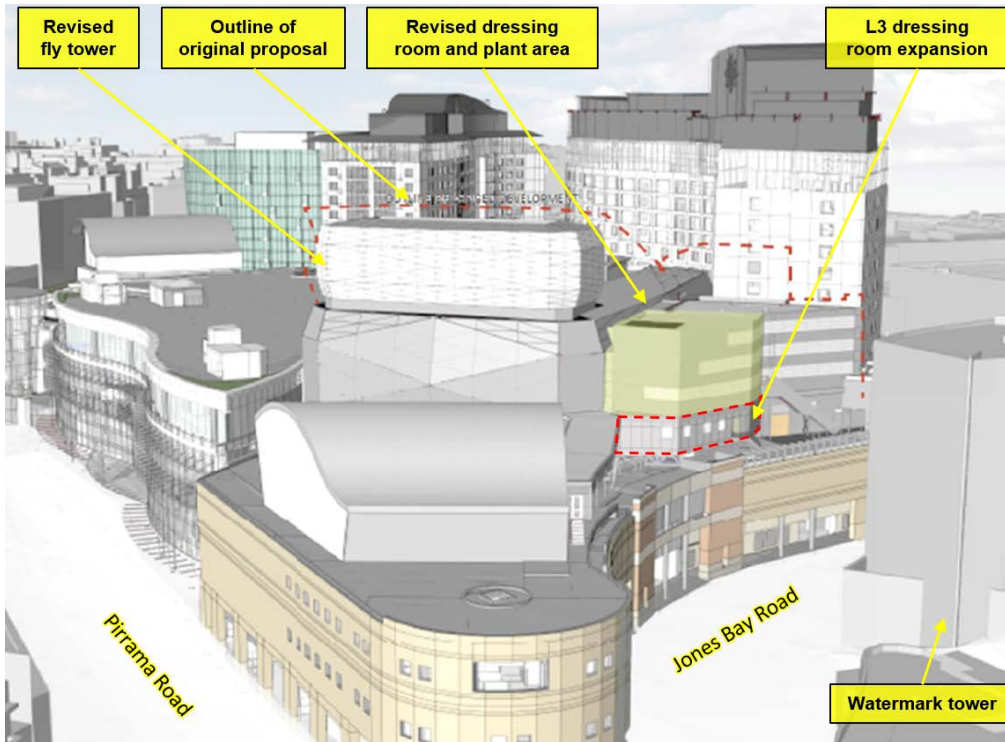 Revised
fly tower
Outline of
original proposal
Revised dressing
room and plant area
L3 dressing
room expansion
Pirrama Road
Jones Bay Road
Watermark tower